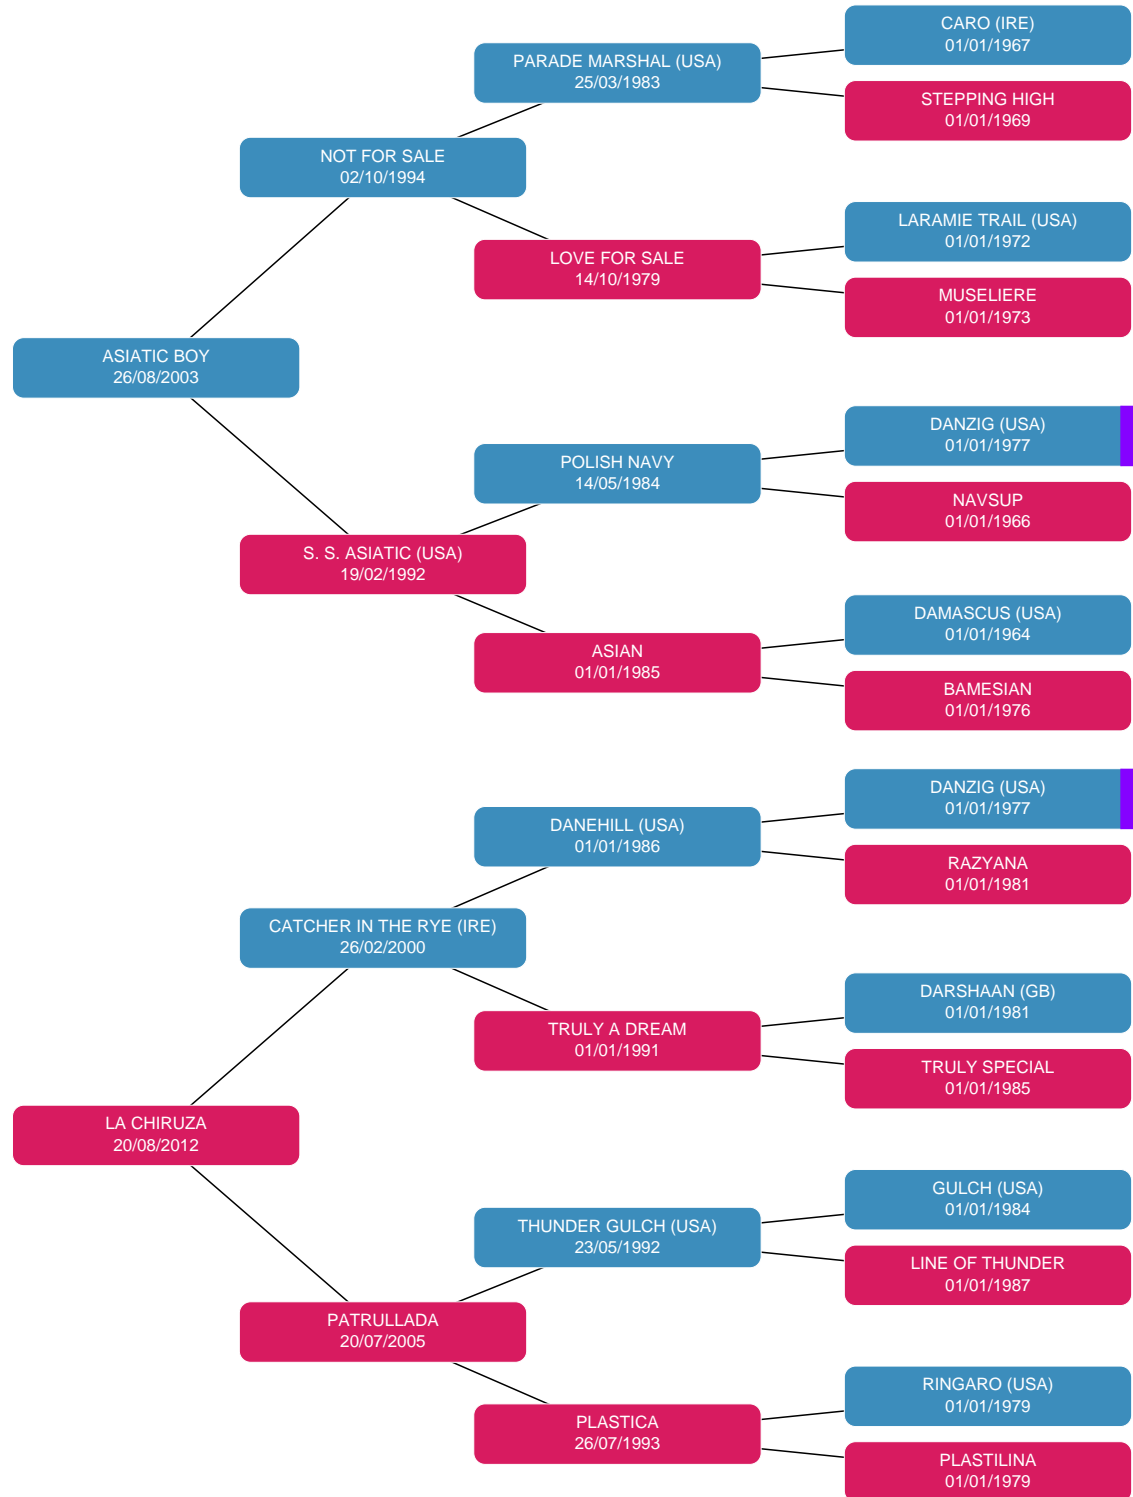 CARO (IRE)
01/01/1967
PARADE MARSHAL (USA)
25/03/1983
STEPPING HIGH
01/01/1969
NOT FOR SALE
02/10/1994
LARAMIE TRAIL (USA)
01/01/1972
LOVE FOR SALE
14/10/1979
MUSELIERE
01/01/1973
ASIATIC BOY
26/08/2003
DANZIG (USA)
01/01/1977
POLISH NAVY
14/05/1984
NAVSUP
01/01/1966
S. S. ASIATIC (USA)
19/02/1992
DAMASCUS (USA)
01/01/1964
ASIAN
01/01/1985
BAMESIAN
01/01/1976
DANZIG (USA)
01/01/1977
DANEHILL (USA)
01/01/1986
RAZYANA
01/01/1981
CATCHER IN THE RYE (IRE)
26/02/2000
DARSHAAN (GB)
01/01/1981
TRULY A DREAM
01/01/1991
TRULY SPECIAL
01/01/1985
LA CHIRUZA
20/08/2012
GULCH (USA)
01/01/1984
THUNDER GULCH (USA)
23/05/1992
LINE OF THUNDER
01/01/1987
PATRULLADA
20/07/2005
RINGARO (USA)
01/01/1979
PLASTICA
26/07/1993
PLASTILINA
01/01/1979